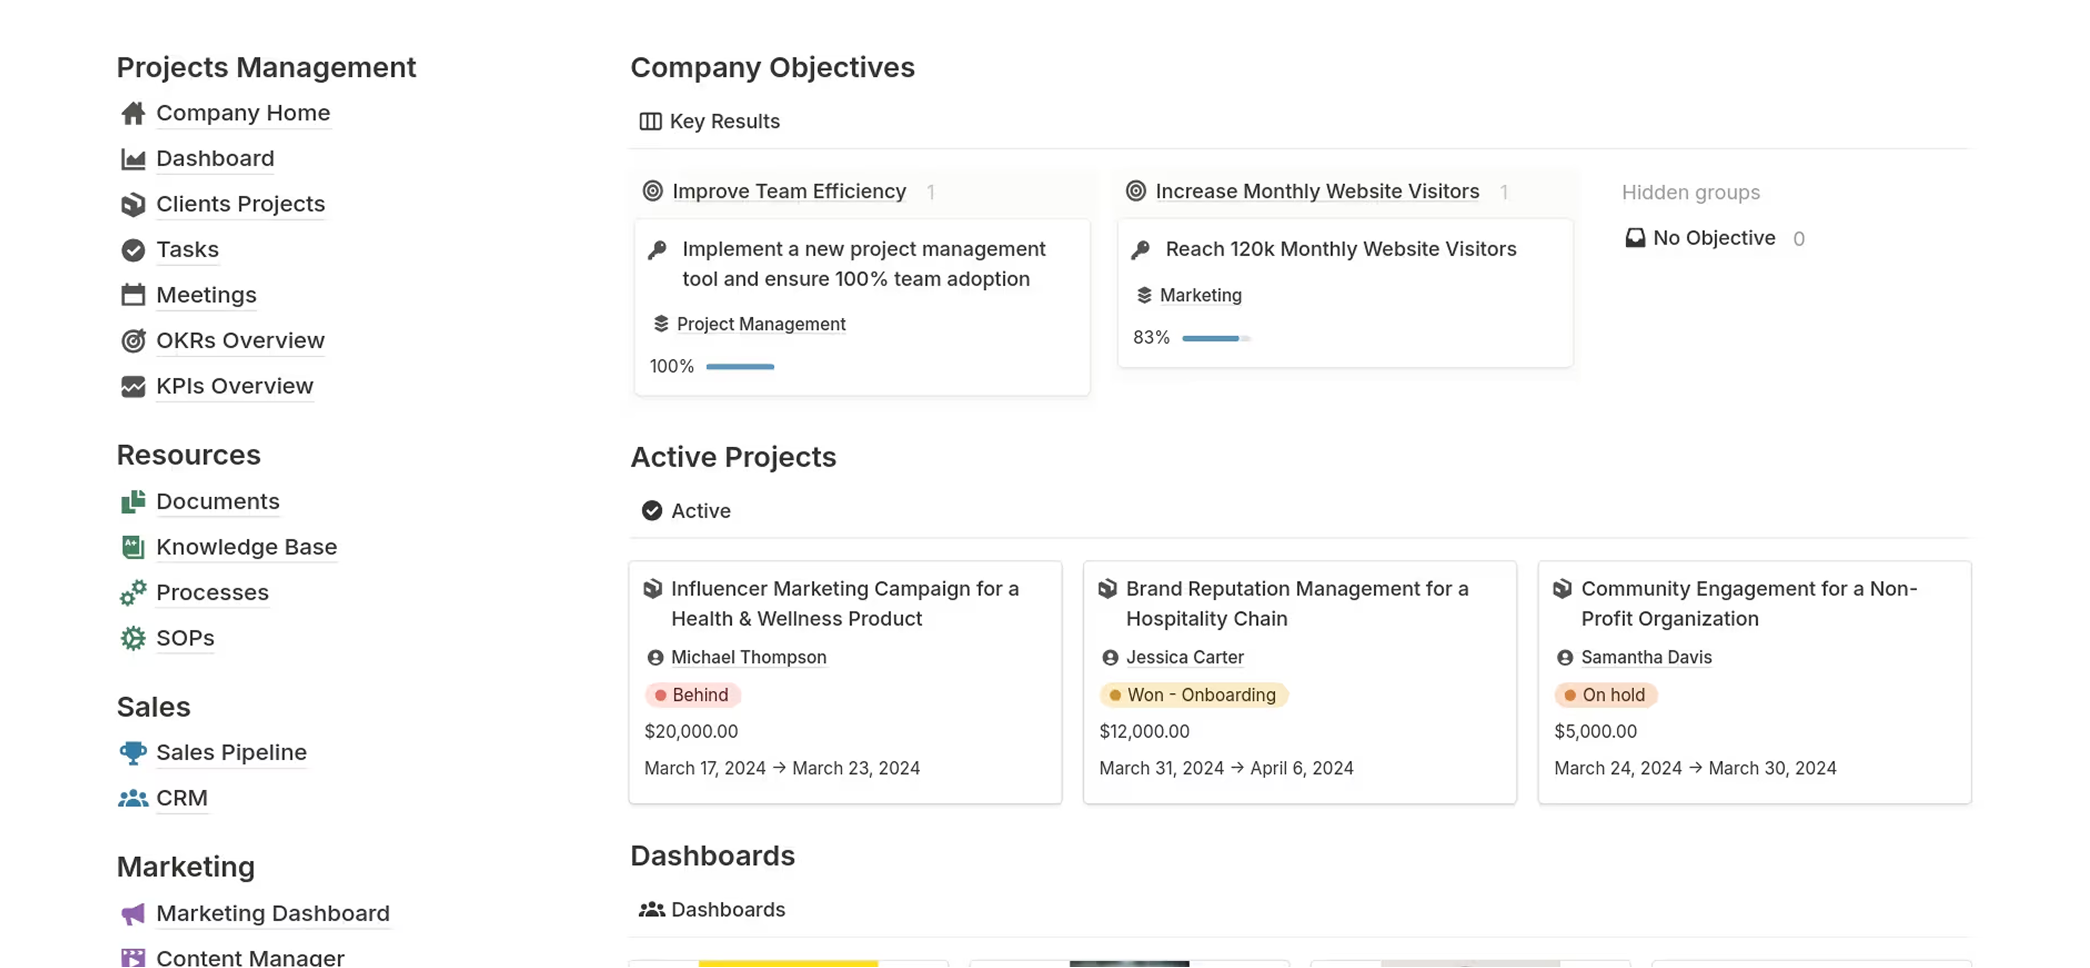 Projects Management
Company Home
Dashboard
Clients Projects
Tasks
Meetings
OKRs Overview
KPIs Overview
Resources
Documents
Knowledge Base
Processes
SOPs
Sales
Sales Pipeline
CRM
Marketing
Marketing Dashboard
Content Manager
Company Objectives
Key Results
Improve Team Efficiency 1
Implement a new project management
tool and ensure 100% team adoption
Project Management
100%
Increase Monthly Website Visitors 1
Reach 120k Monthly Website Visitors
Marketing
83%
Hidden groups
No Objective 0
Active Projects
Active
Influencer Marketing Campaign for a
Health & Wellness Product
Michael Thompson
Behind
$20,000.00
March 17, 2024 → March 23, 2024
Brand Reputation Management for a
Hospitality Chain
Jessica Carter
Won - Onboarding
$12,000.00
March 31, 2024 → April 6, 2024
Community Engagement for a Non-
Profit Organization
Samantha Davis
On hold
$5,000.00
March 24, 2024 → March 30, 2024
Dashboards
Dashboards